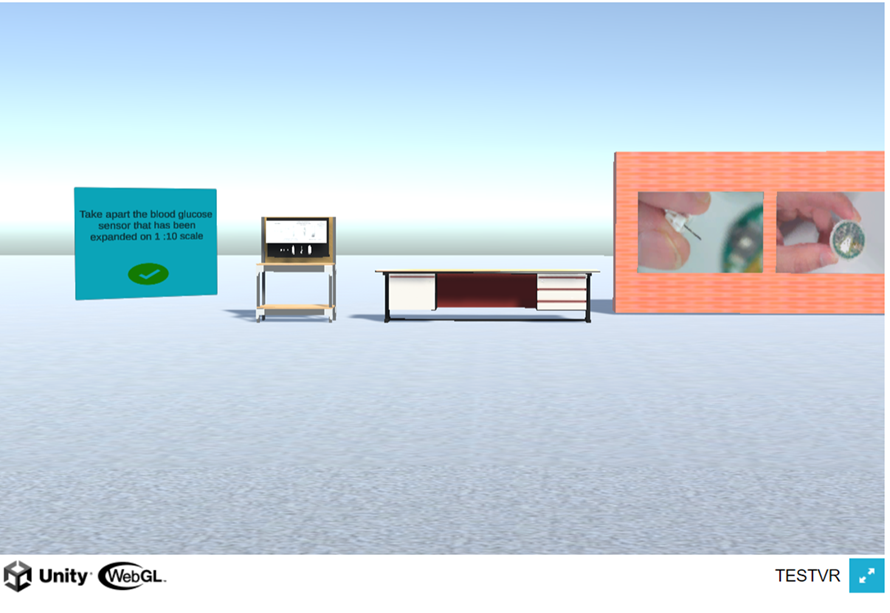 Take apart the blood glucose
sensor that has been
expanded on 1 :10 scale
Unity
WebGL.
TESTVR